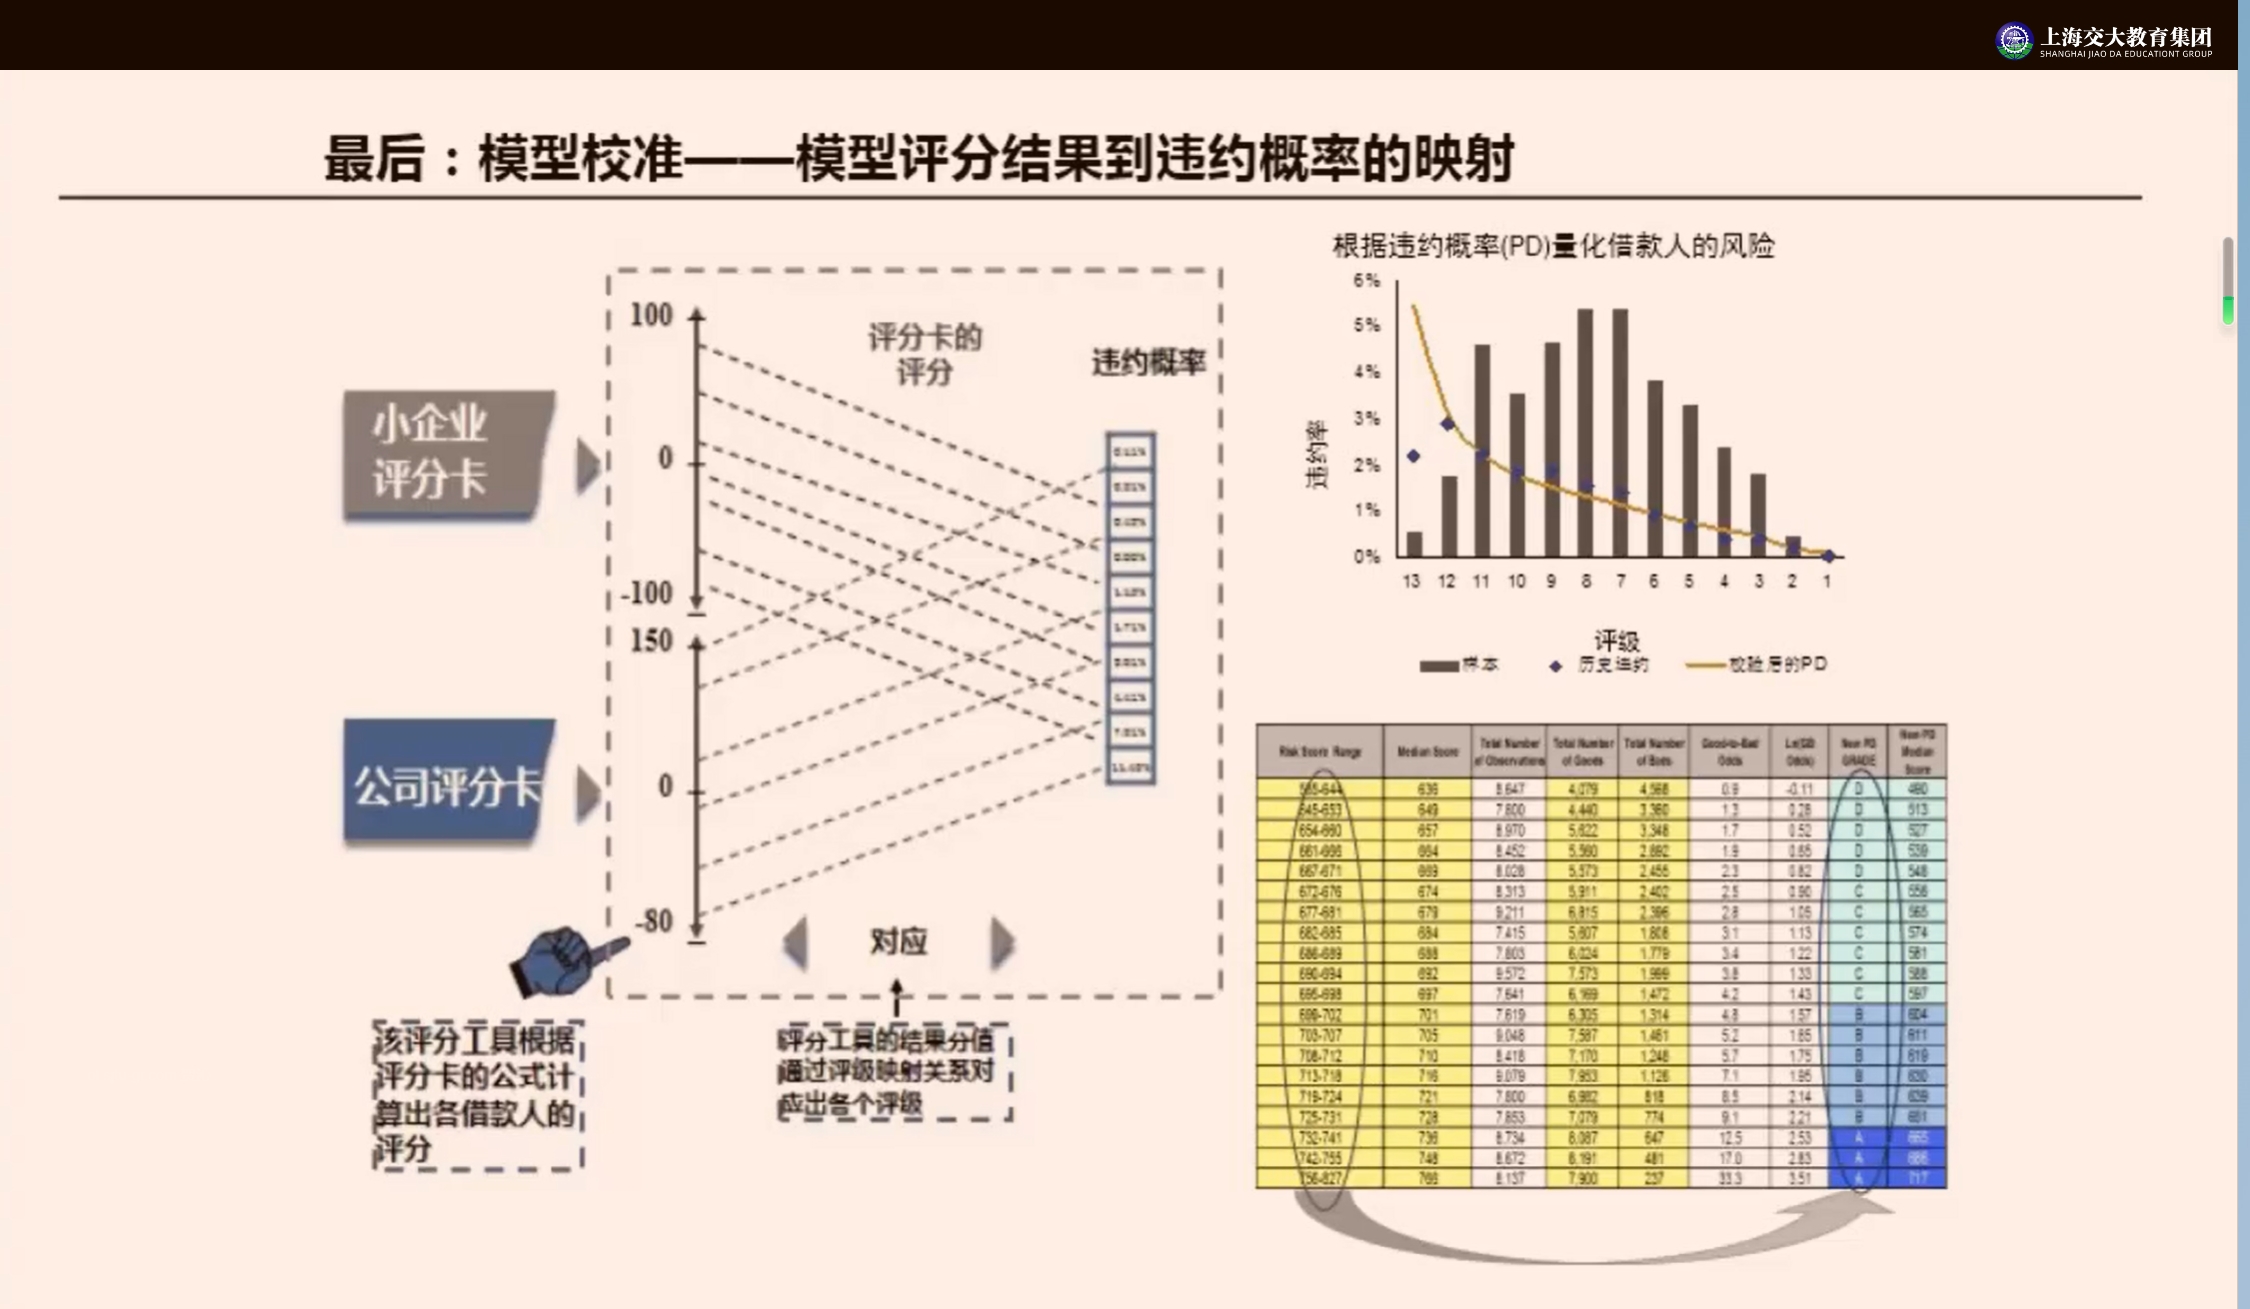 上海交大教育集团
SHANGHAI JIAO DA EDUCATIONT GROUP
最后：模型校准——模型评分结果到违约概率的映射
小企业
评分卡
公司评分卡
100
0
-100
150
0
-80
评分卡的
评分
违约概率
对应
该评分工具根据
评分卡的公式计
算出各借款人的
评分
评分工具的结果分值
通过评级映射关系对
应出各个评级
根据违约概率(PD)量化借款人的风险
违约率
6%
5%
4%
3%
2%
1%
0%
13 12 11 10 9 8 7 6 5 4 3 2 1
评级
样本 历史违约 校验后的PD
Risk Score Range Median Score Total Number of Observations Total Number of Goods Total Number of Bads Good-to-Bad Odds Ln(GB Odds) New PD GRADE New PD Median Score
636 8,647 4,079 4,568 0.9 -0.11 D
645-653 649 7,800 4,440 3,360 1.3 0.28 D 513
654-660 657 8,970 5,622 3,348 1.7 0.52 D 527
664 8,452 5,560 2,892 1.9 0.65 D 539
667-671 669 8,028 5,573 2,455 2.3 0.82 D 548
672-676 674 8,313 5,911 2,402 2.5 0.90 C
677-681 679 9,211 6,815 2,396 2.8 1.05 C 565
682-685 684 7,415 5,607 1,808 3.1 1.13 C 574
686-689 688 7,803 6,024 1,779 3.4 1.22 C 581
690-694 692 9,572 7,573 1,999 3.8 1.33 C 588
695-698 697 7,641 6,169 1,472 4.2 1.43 C 597
699-702 701 7,619 6,305 1,314 4.8 1.57 B 604
703-707 705 9,048 7,587 1,461 5.2 1.65 B 611
708-712 710 8,418 7,170 1,248 5.7 1.75 B 619
713-718 716 9,079 7,953 1,126 7.1 1.95 B 630
719-724 721 7,800 6,982 818 8.5 2.14 B 639
725-731 728 7,853 7,079 774 9.1 2.21 B 651
732-741 736 8,734 8,087 647 12.5 2.53 A 665
742-755 748 8,672 8,191 481 17.0 2.83 A
756-827 766 8,137 7,900 237 33.3 3.51 A 717